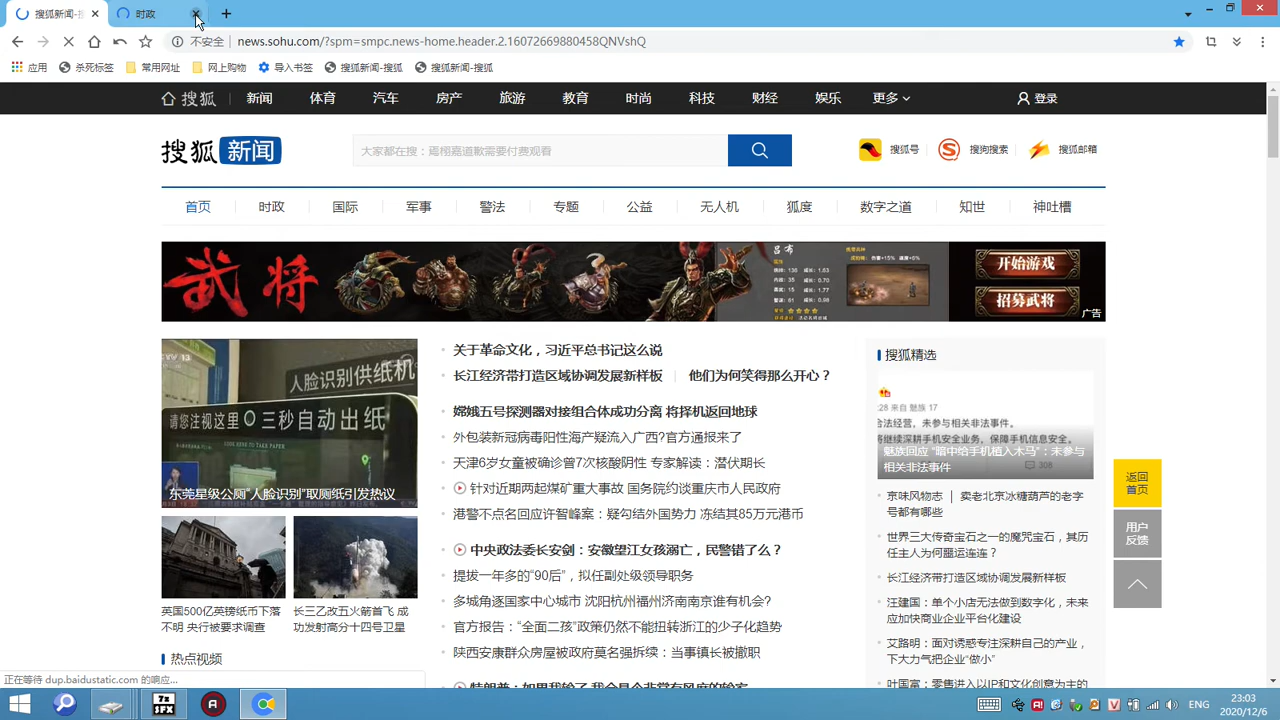 搜狐新闻-
时政
不安全
news.sohu.com/?spm=smpc.news-home.header.2.16072669880458QNVshQ
应用 杀死标签 常用网址 网上购物 导入书签 搜狐新闻-搜狐 搜狐新闻-搜狐
搜狐 新闻 体育 汽车 房产 旅游 教育 时尚 科技 财经 娱乐 更多 登录
搜狐 新闻
大家都在搜：焉栩嘉道歉需要付费观看
搜狐号 搜狗搜索 搜狐邮箱
首页 时政 国际 军事 警法 专题 公益 无人机 狐度 数字之道 知世 神吐槽
武将
吕布
开始游戏
招募武将
广告
人脸识别供纸机
请您注视这里 三秒自动出纸
LOOK HERE TO TAKE PAPER
东莞星级公厕“人脸识别”取厕纸引发热议
英国500亿英镑纸币下落不明 央行被要求调查
长三乙改五火箭首飞 成功发射高分十四号卫星
热点视频
关于革命文化，习近平总书记这么说
长江经济带打造区域协调发展新样板 他们为何笑得那么开心？
嫦娥五号探测器对接组合体成功分离 将择机返回地球
外包装新冠病毒阳性海产疑流入广西?官方通报来了
天津6岁女童被确诊曾7次核酸阴性 专家解读：潜伏期长
针对近期两起煤矿重大事故 国务院约谈重庆市人民政府
港警不点名回应许智峯案：疑勾结外国势力 冻结其85万元港币
中央政法委长安剑：安徽望江女孩溺亡，民警错了么？
提拔一年多的“90后”，拟任副处级领导职务
多城角逐国家中心城市 沈阳杭州福州济南南京谁有机会?
官方报告：“全面二孩”政策仍然不能扭转浙江的少子化趋势
陕西安康群众房屋被政府莫名强拆续：当事镇长被撤职
搜狐精选
:28 来自 魅族 17
合法经营，未参与相关非法事件。
将继续深耕手机安全业务，保障手机信息安全。
308
魅族回应 “暗中给手机植入木马”：未参与相关非法事件
京味风物志 │ 卖老北京冰糖葫芦的老字号都有哪些
世界三大传奇宝石之一的魔咒宝石，其历任主人为何噩运连连？
长江经济带打造区域协调发展新样板
汪建国：单个小店无法做到数字化，未来应加快商业企业平台化建设
艾路明：面对诱惑专注深耕自己的产业，下大力气把企业“做小”
叶国富：零售进入以IP和文化创意为主的
返回
首页
用户
反馈
正在等待 dup.baidustatic.com 的响应...
7z
SFX
ENG
23:03
2020/12/6